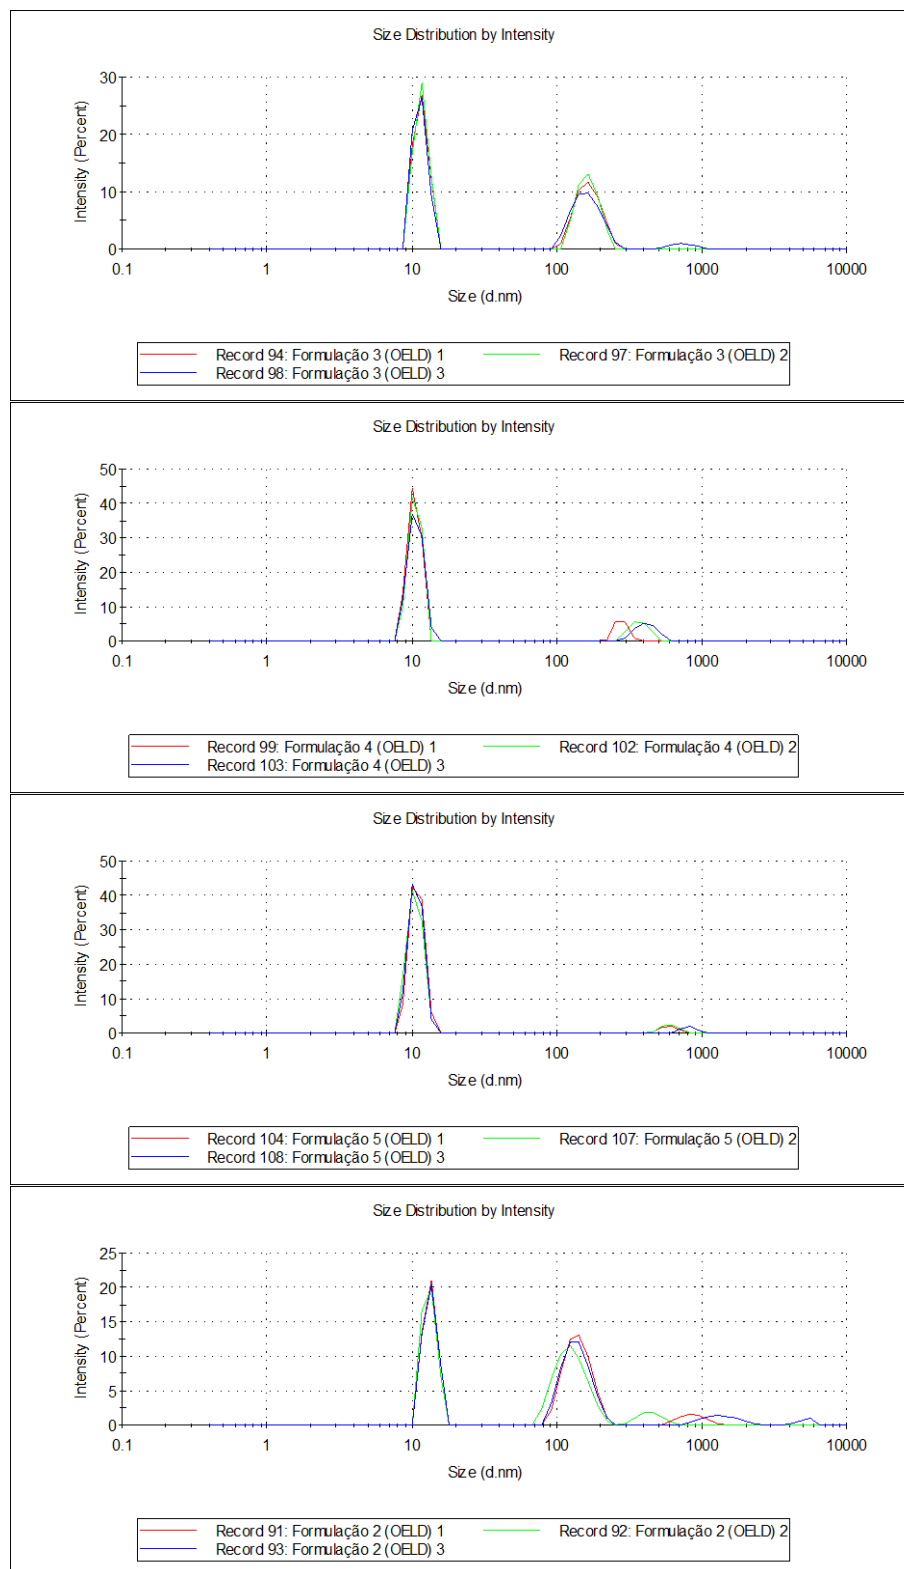 Size Distribution by Intensity
30
20
10
0
Intensity (Percent)
0.1 1 10 100 1000 10000
Size (d.nm)
Record 94: Formulação 3 (OELD) 1 Record 97: Formulação 3 (OELD) 2
Record 98: Formulação 3 (OELD) 3
Size Distribution by Intensity
50
40
30
20
10
0
Intensity (Percent)
0.1 1 10 100 1000 10000
Size (d.nm)
Record 99: Formulação 4 (OELD) 1 Record 102: Formulação 4 (OELD) 2
Record 103: Formulação 4 (OELD) 3
Size Distribution by Intensity
50
40
30
20
10
0
Intensity (Percent)
0.1 1 10 100 1000 10000
Size (d.nm)
Record 104: Formulação 5 (OELD) 1 Record 107: Formulação 5 (OELD) 2
Record 108: Formulação 5 (OELD) 3
Size Distribution by Intensity
25
20
15
10
5
0
Intensity (Percent)
0.1 1 10 100 1000 10000
Size (d.nm)
Record 91: Formulação 2 (OELD) 1 Record 92: Formulação 2 (OELD) 2
Record 93: Formulação 2 (OELD) 3